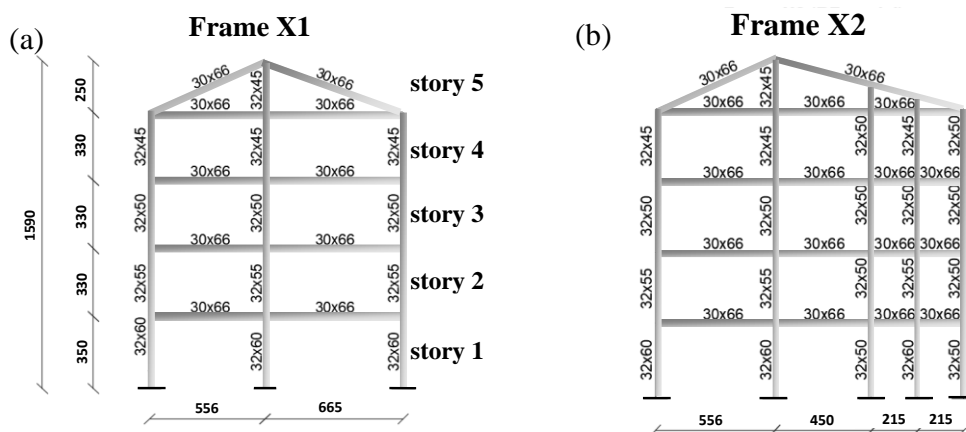 (a)
Frame X1
30x66
30x66
32x45
250
story 5
30x66
30x66
32x45
32x45
32x45
330
story 4
30x66
30x66
32x50
32x50
32x50
330
story 3
1590
30x66
30x66
32x55
32x55
32x55
330
story 2
30x66
30x66
32x60
32x60
32x60
350
story 1
556
665
(b)
Frame X2
30x66
30x66
32x45
30x66
30x66
30x66
32x45
32x45
32x50
32x45
32x50
30x66
30x66
30x66
30x66
32x50
32x50
32x50
32x50
32x50
30x66
30x66
30x66
30x66
32x55
32x55
32x50
32x55
32x50
30x66
30x66
30x66
30x66
32x60
32x60
32x50
32x60
32x50
556
450
215
215